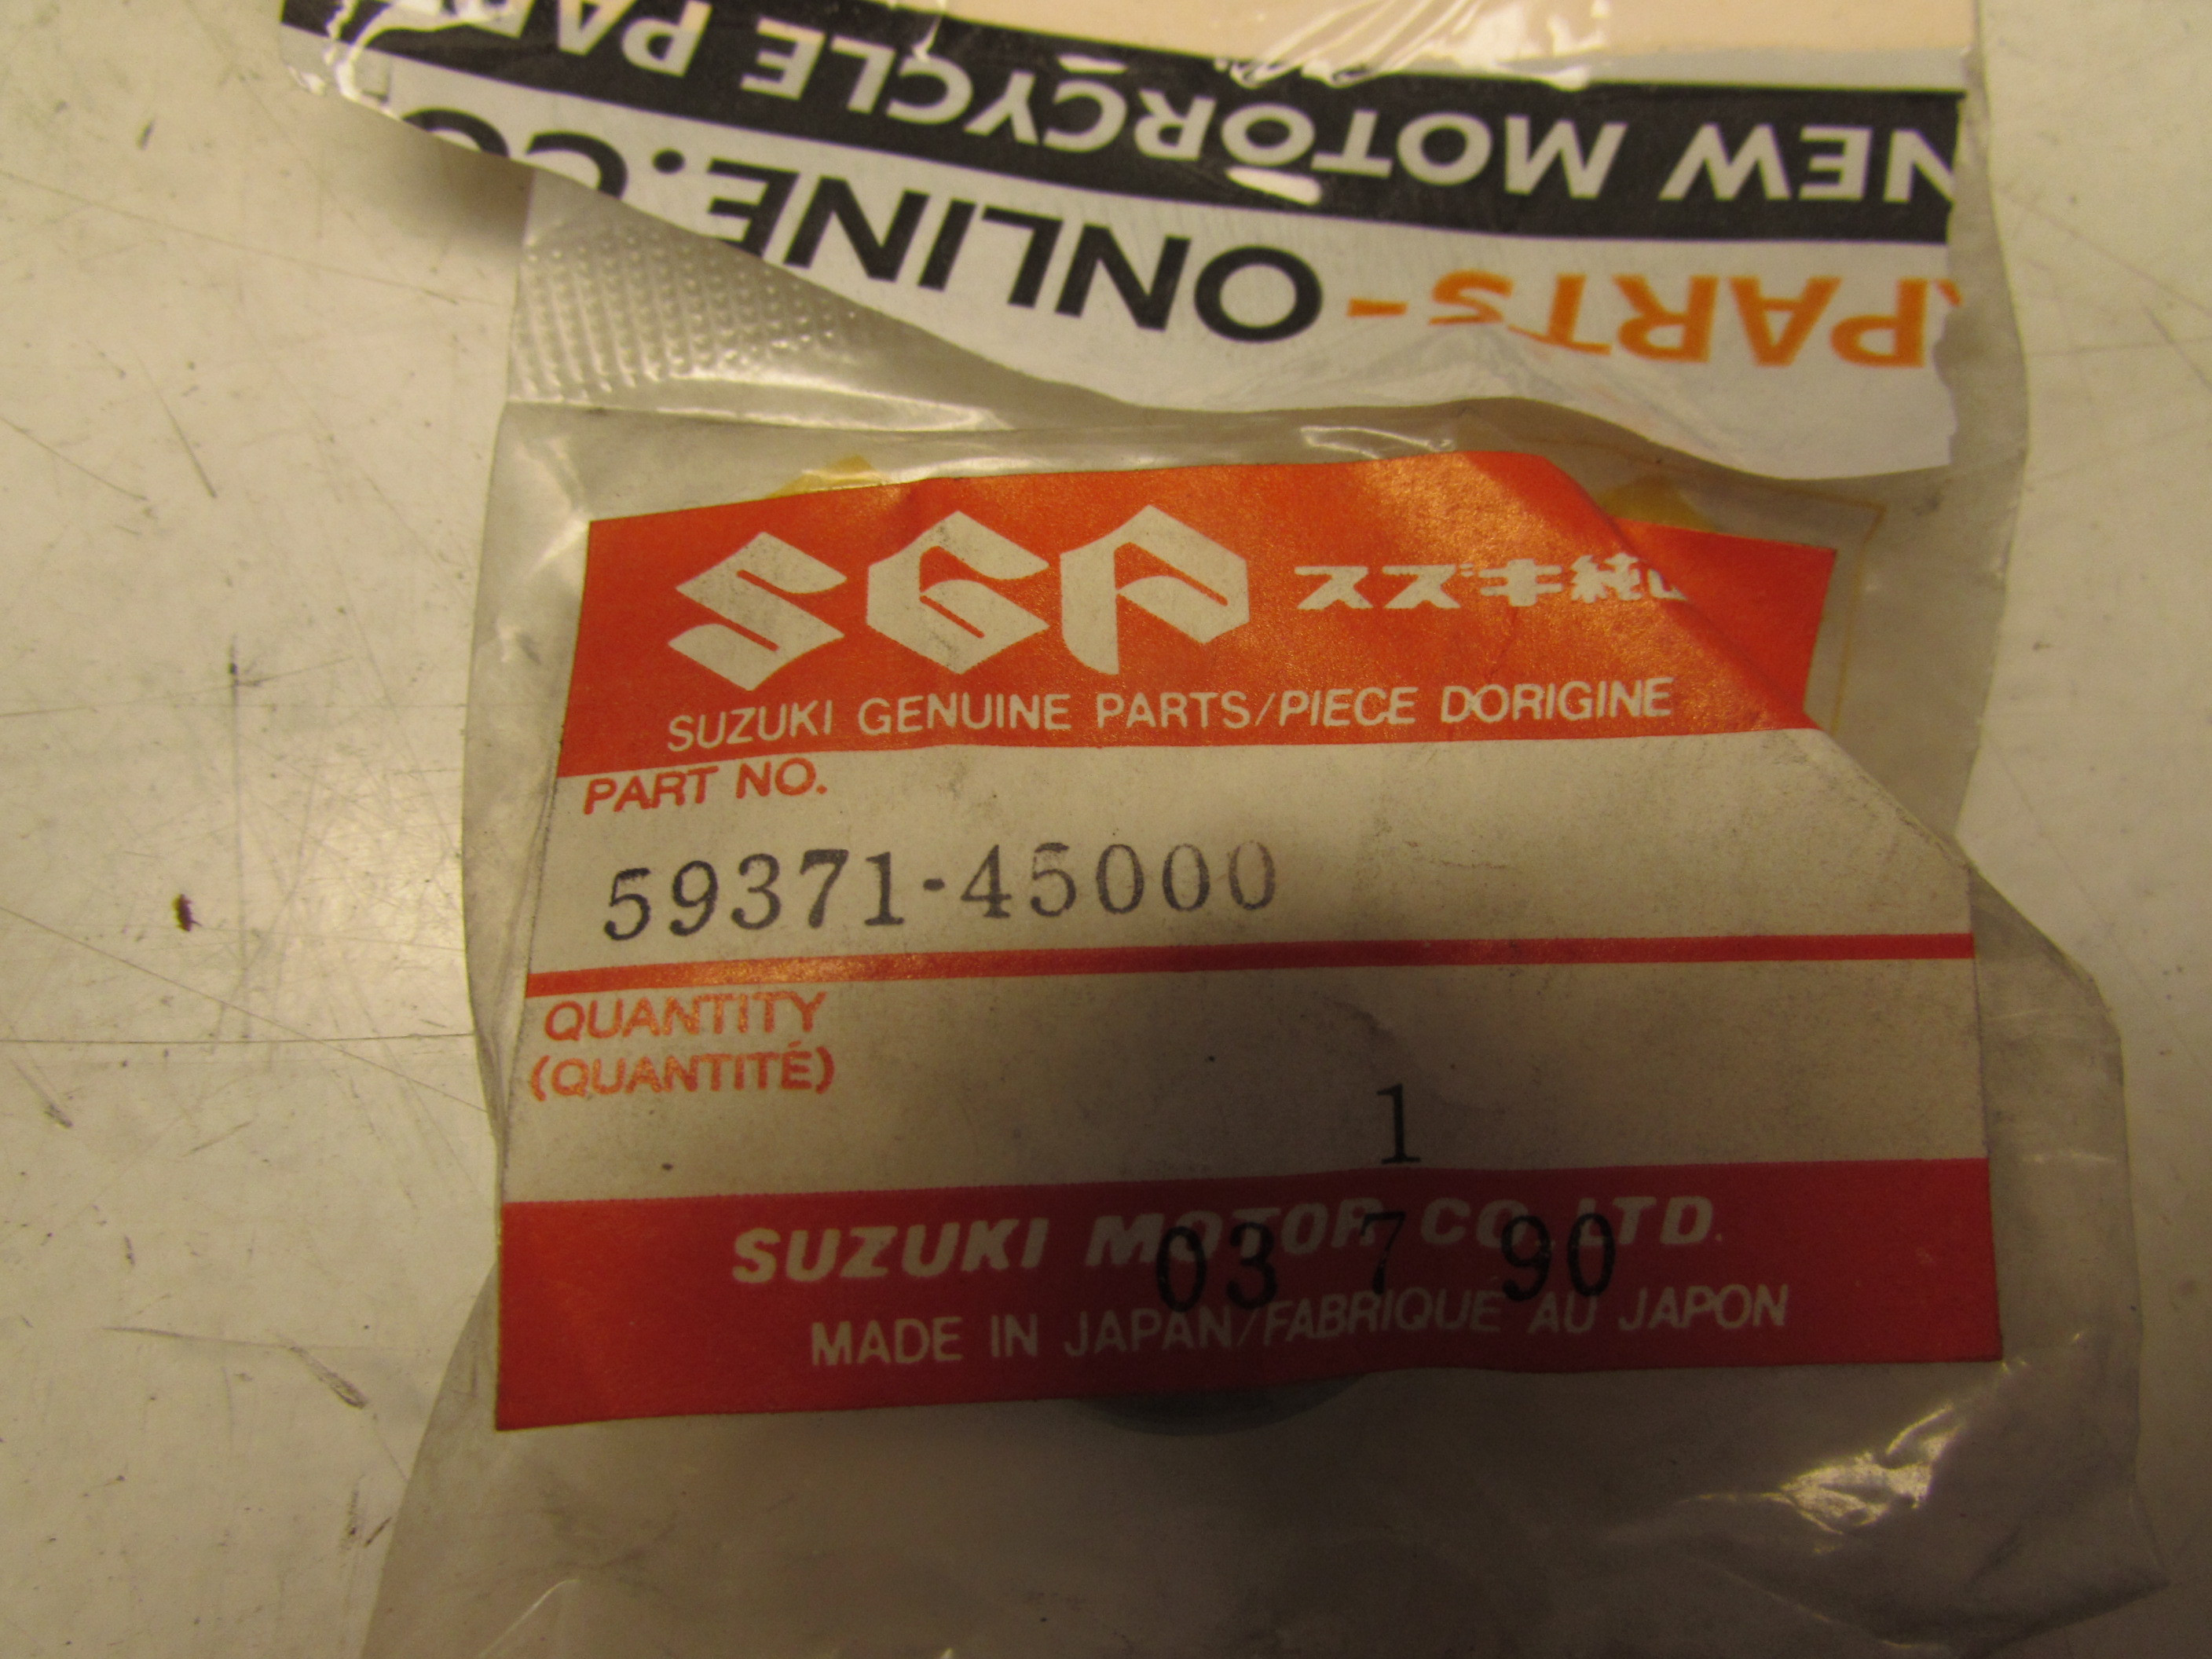 NEW MOTORCYCLE PAR
PARTS-ONLINE.CO
SGP スズキ純
SUZUKI GENUINE PARTS/PIECE DORIGINE
PART NO.
59371-45000
QUANTITY
(QUANTITÉ)
1
SUZUKI MOTOR CO. LTD.
03 7 90
MADE IN JAPAN/FABRIQUE AU JAPON